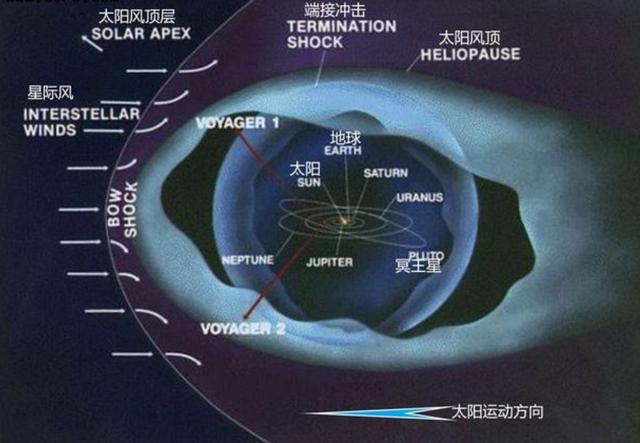 太阳风顶层
SOLAR APEX
端接冲击
TERMINATION
SHOCK
太阳风顶
HELIOPAUSE
星际风
INTERSTELLAR
WINDS
VOYAGER 1
地球
EARTH
太阳
SUN
SATURN
URANUS
BOW
SHOCK
NEPTUNE
JUPITER
PLUTO
冥王星
VOYAGER 2
太阳运动方向